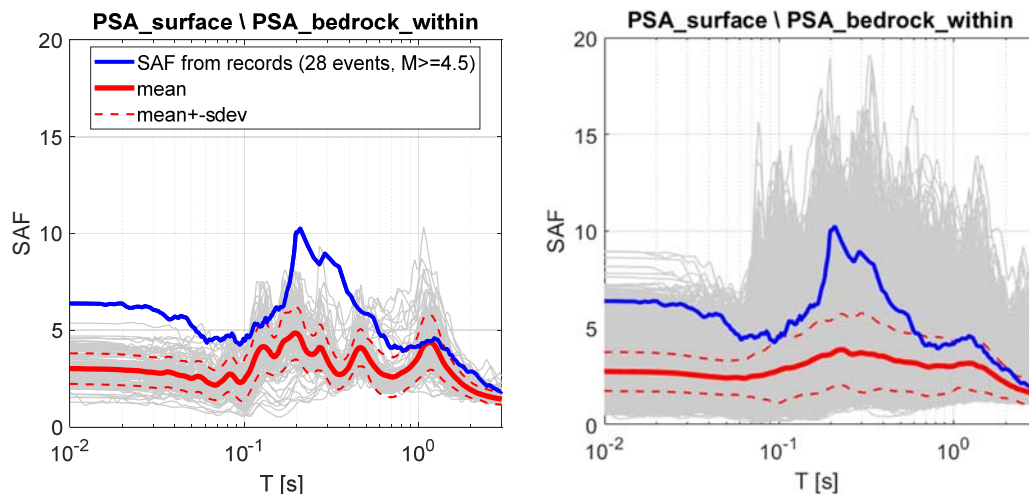 PSA_surface \ PSA_bedrock_within
20
15
10
5
0
SAF
SAF from records (28 events, M>=4.5)
mean
mean+-sdev
10^-2
10^-1
10^0
T [s]
PSA_surface \ PSA_bedrock_within
20
15
10
5
0
SAF
10^-2
10^-1
10^0
T [s]